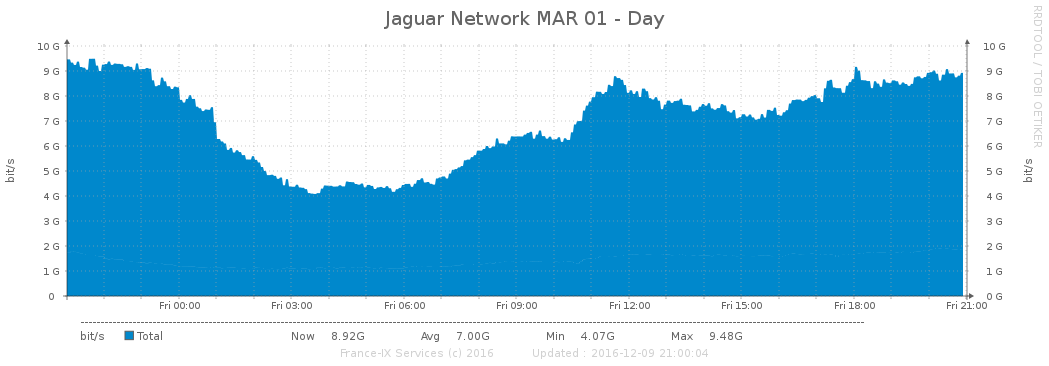 Jaguar Network MAR 01 - Day
RRDTOOL / TOBI OETIKER
bit/s
bit/s
10 G 10 G
9 G 9 G
8 G 8 G
7 G 7 G
6 G 6 G
5 G 5 G
4 G 4 G
3 G 3 G
2 G 2 G
1 G 1 G
0 0 G
Fri 00:00 Fri 03:00 Fri 06:00 Fri 09:00 Fri 12:00 Fri 15:00 Fri 18:00 Fri 21:00
bit/s Total Now 8.92G Avg 7.00G Min 4.07G Max 9.48G
France-IX Services (c) 2016 Updated : 2016-12-09 21:00:04